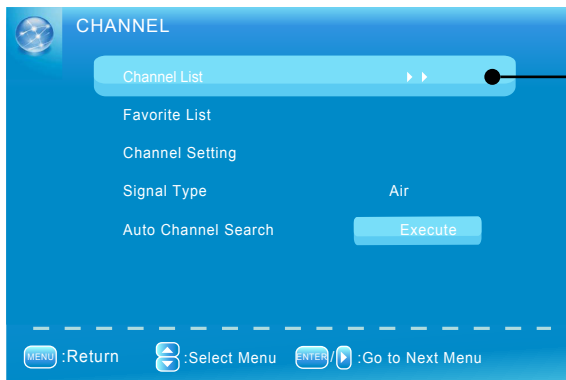 CHANNEL
Channel List
Favorite List
Channel Setting
Signal Type Air
Auto Channel Search Execute
MENU :Return :Select Menu ENTER / :Go to Next Menu